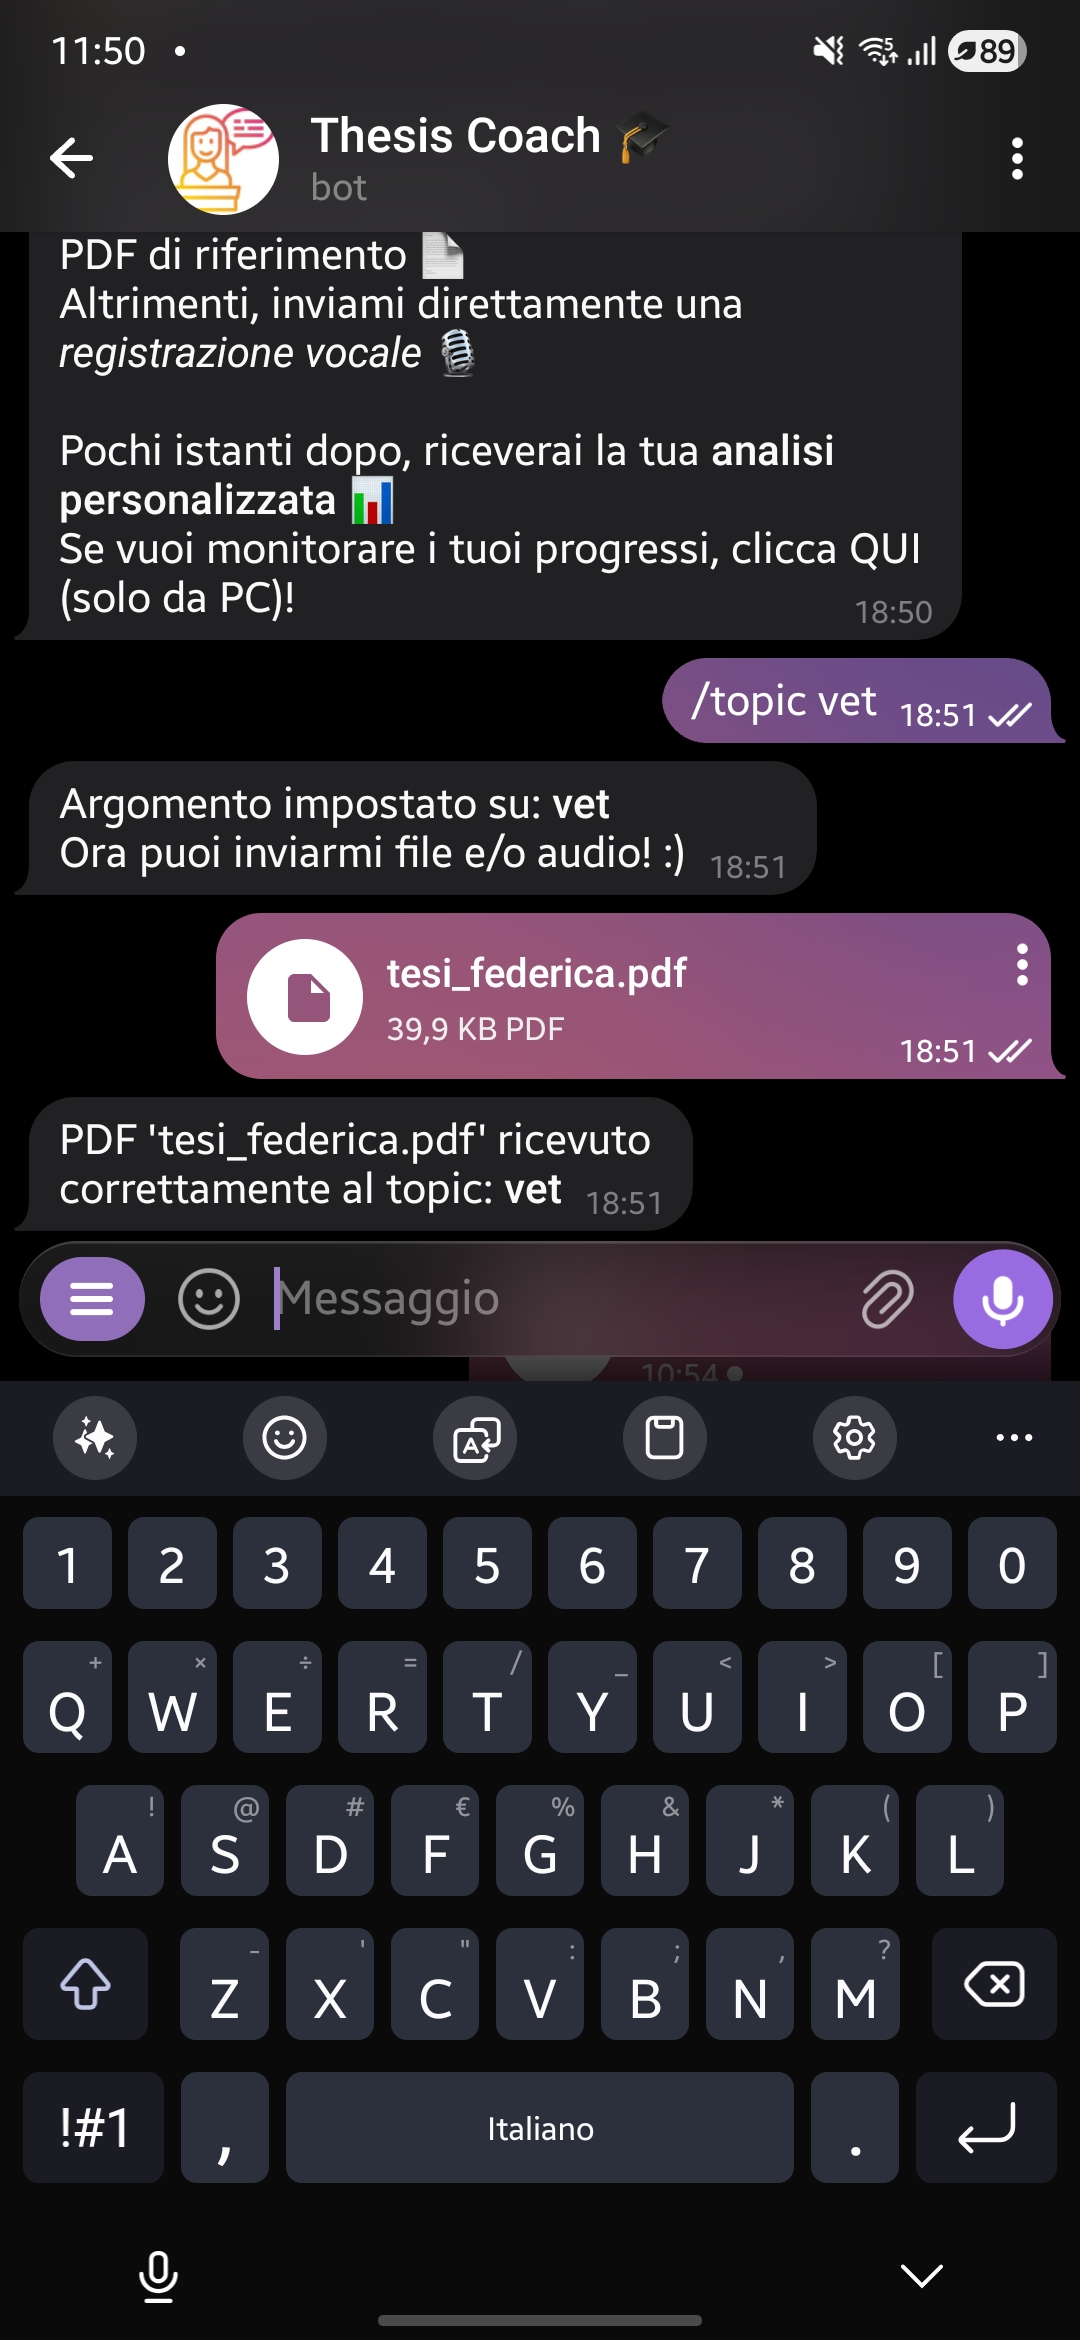 11:50
5
89
Thesis Coach 🎓
bot
PDF di riferimento 📄
Altrimenti, inviami direttamente una
registrazione vocale 🎙️
Pochi istanti dopo, riceverai la tua analisi
personalizzata 📊
Se vuoi monitorare i tuoi progressi, clicca QUI
(solo da PC)!
18:50
/topic vet 18:51
Argomento impostato su: vet
Ora puoi inviarmi file e/o audio! :) 18:51
tesi_federica.pdf
39,9 KB PDF
18:51
PDF 'tesi_federica.pdf' ricevuto
correttamente al topic: vet 18:51
Messaggio
10:54
A
1 2 3 4 5 6 7 8 9 0
+ × ÷ = / _ < > [ ]
Q W E R T Y U I O P
! @ # € % & * ( )
A S D F G H J K L
- ' " : ; , ?
Z X C V B N M
!#1 , Italiano .